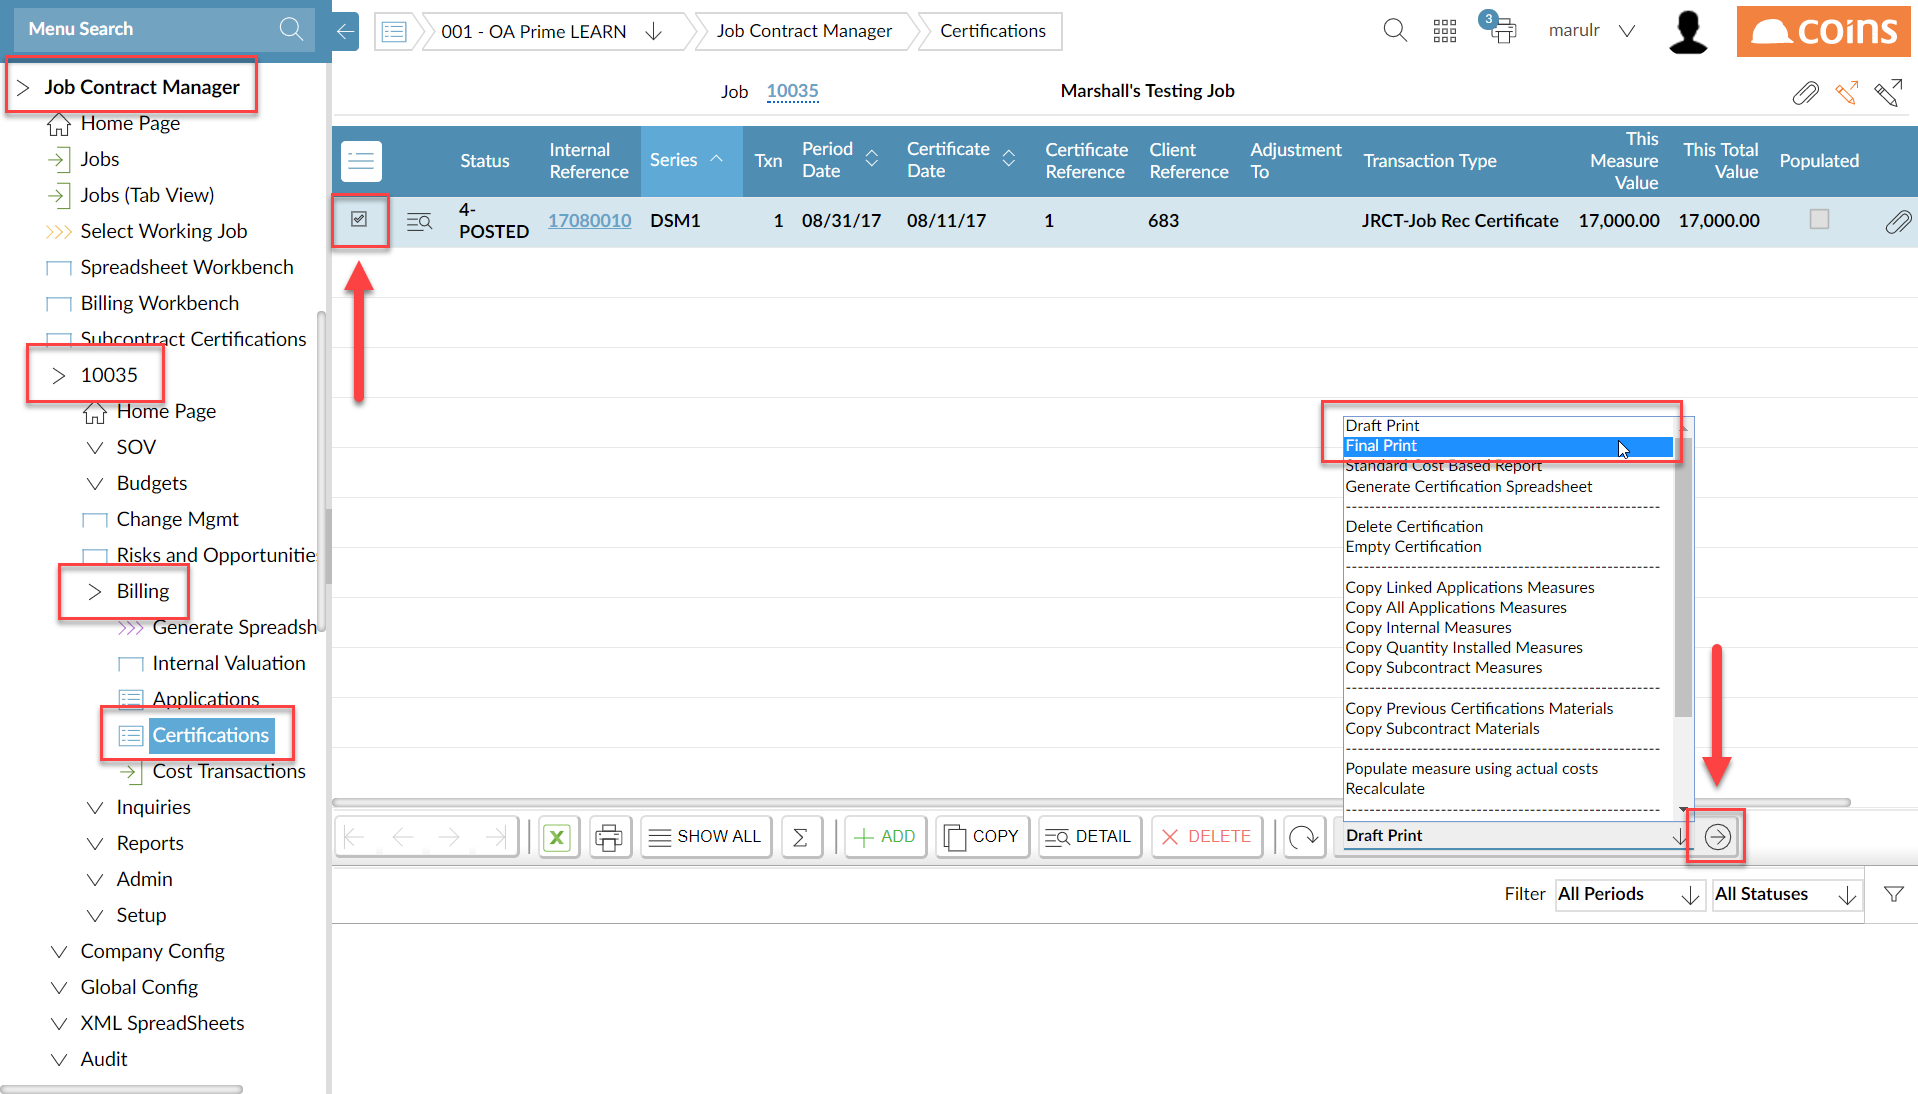 Menu Search
001 - OA Prime LEARN
Job Contract Manager
Certifications
3
marulr
coins
Job Contract Manager
Home Page
Jobs
Jobs (Tab View)
Select Working Job
Spreadsheet Workbench
Billing Workbench
Subcontract Certifications
10035
Home Page
SOV
Budgets
Change Mgmt
Risks and Opportunitie
Billing
Generate Spreadsh
Internal Valuation
Applications
Certifications
Cost Transactions
Inquiries
Reports
Admin
Setup
Company Config
Global Config
XML SpreadSheets
Audit
Job 10035 Marshall's Testing Job
Status
Internal Reference
Series
Txn
Period Date
Certificate Date
Certificate Reference
Client Reference
Adjustment To
Transaction Type
This Measure Value
This Total Value
Populated
4-POSTED 17080010 DSM1 1 08/31/17 08/11/17 1 683 JRCT-Job Rec Certificate 17,000.00 17,000.00
Draft Print
Final Print
Standard Cost Based Report
Generate Certification Spreadsheet
Delete Certification
Empty Certification
Copy Linked Applications Measures
Copy All Applications Measures
Copy Internal Measures
Copy Quantity Installed Measures
Copy Subcontract Measures
Copy Previous Certifications Materials
Copy Subcontract Materials
Populate measure using actual costs
Recalculate
SHOW ALL
Σ
ADD
COPY
DETAIL
DELETE
Draft Print
Filter All Periods All Statuses